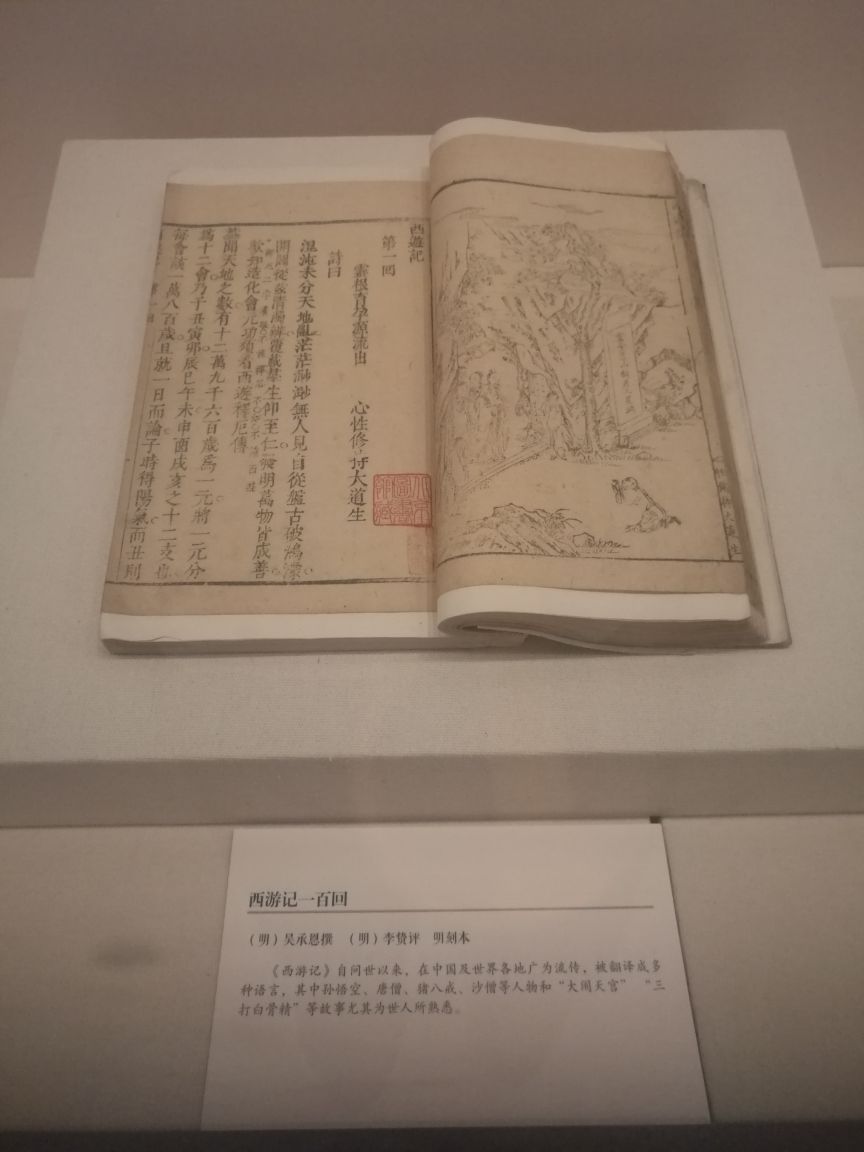 西遊記
第一回
靈根育孕源流出 心性修持大道生
詩曰
混沌未分天地亂茫茫渺渺無人見自從盤古破鴻濛
開闢從茲清濁辨覆載羣生仰至仁發明萬物皆成善
欲知造化會元功須看西遊釋厄傳
蓋聞天地之數有十二萬九千六百歲爲一元將一元分
爲十二會乃子丑寅卯辰巳午未申酉戌亥之十二支也
每會該一萬八百歲且就一日而論子時得陽氣而丑則
西游记一百回
(明)吴承恩撰 (明)李贽评 明刻本
《西游记》自问世以来，在中国及世界各地广为流传，被翻译成多
种语言，其中孙悟空、唐僧、猪八戒、沙僧等人物和“大闹天宫” “三
打白骨精”等故事尤其为世人所熟悉。